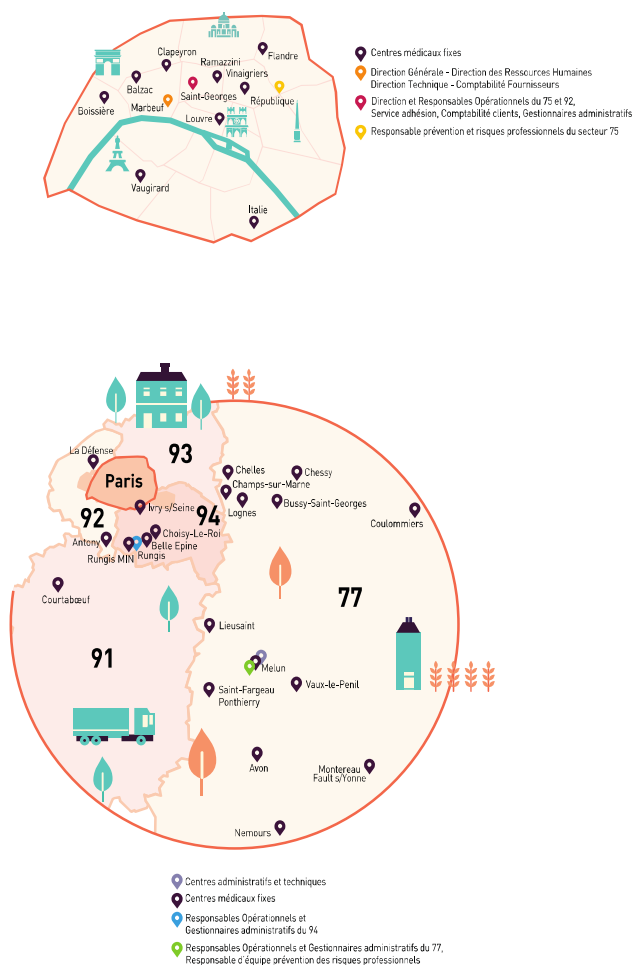 Clapeyron
Flandre
Ramazzini
Vinaigriers
Balzac
Saint-Georges
République
Boissière
Marbeuf
Louvre
Vaugirard
Italie
Centres médicaux fixes
Direction Générale - Direction des Ressources Humaines
Direction Technique - Comptabilité Fournisseurs
Direction et Responsables Opérationnels du 75 et 92,
Service adhésion, Comptabilité clients, Gestionnaires administratifs
Responsable prévention et risques professionnels du secteur 75
La Défense
93
Paris
Chelles
Chessy
Champs-sur-Marne
Lognes
Bussy-Saint-Georges
Coulommiers
Ivry s/Seine
92
94
Choisy-Le-Roi
Antony
Belle Epine
Rungis MIN
Rungis
Courtabœuf
77
Lieusaint
91
Melun
Vaux-le-Penil
Saint-Fargeau
Ponthierry
Avon
Montereau
Fault s/Yonne
Nemours
Centres administratifs et techniques
Centres médicaux fixes
Responsables Opérationnels et
Gestionnaires administratifs du 94
Responsables Opérationnels et Gestionnaires administratifs du 77,
Responsable d'équipe prévention des risques professionnels